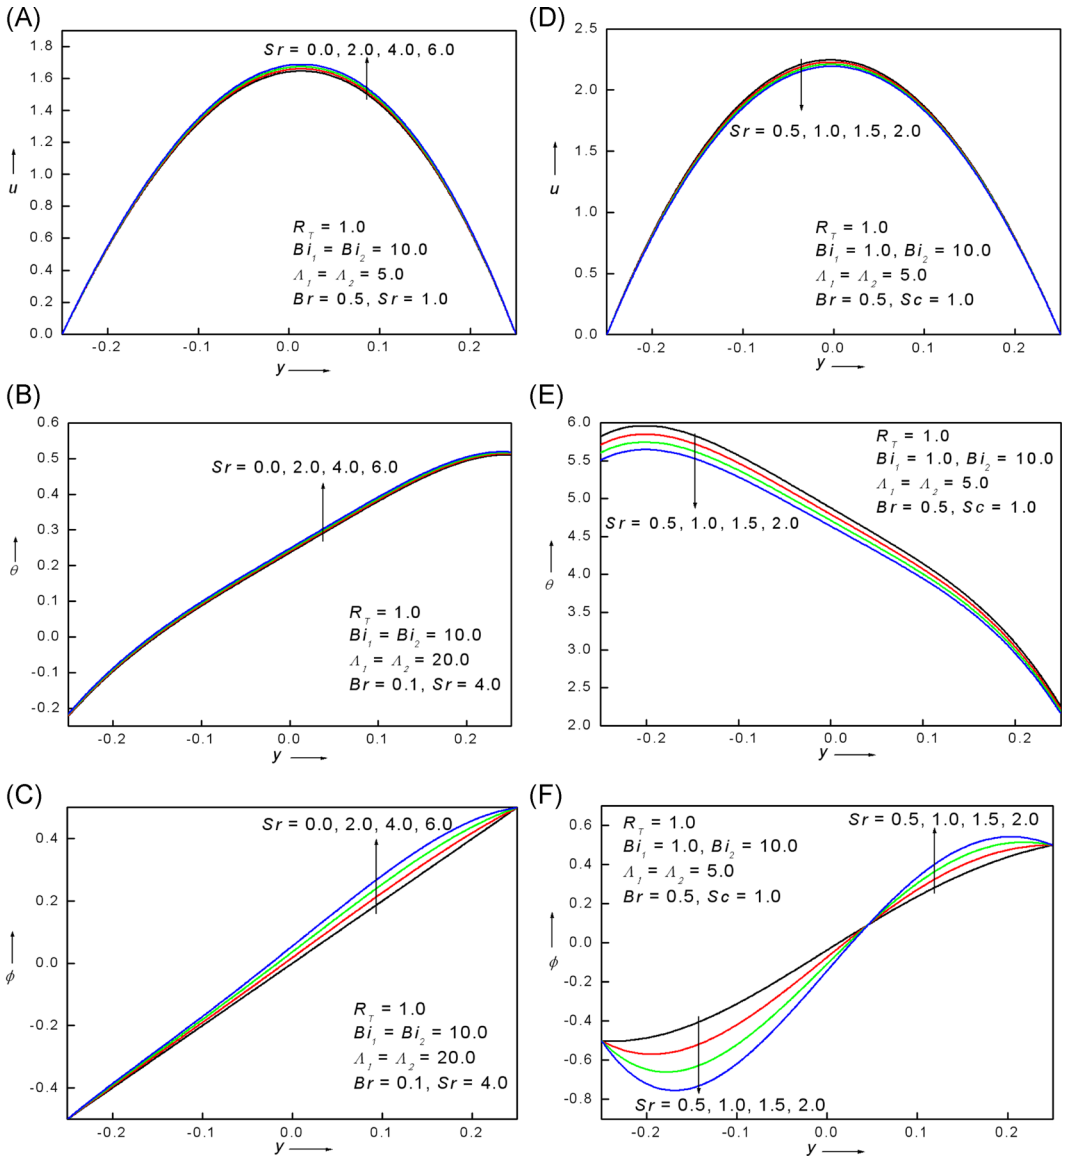 (A)
Sr = 0.0, 2.0, 4.0, 6.0
1.8
1.6
1.4
1.2
1.0
0.8
0.6
0.4
0.2
0.0
u
R_T = 1.0
Bi_1 = Bi_2 = 10.0
Λ_1 = Λ_2 = 5.0
Br = 0.5, Sr = 1.0
-0.2 -0.1 0.0 0.1 0.2
y
(D)
2.5
2.0
1.5
1.0
0.5
0.0
u
Sr = 0.5, 1.0, 1.5, 2.0
R_T = 1.0
Bi_1 = 1.0, Bi_2 = 10.0
Λ_1 = Λ_2 = 5.0
Br = 0.5, Sc = 1.0
-0.2 -0.1 0.0 0.1 0.2
y
(B)
0.6
0.5
0.4
0.3
0.2
0.1
0.0
-0.1
-0.2
θ
Sr = 0.0, 2.0, 4.0, 6.0
R_T = 1.0
Bi_1 = Bi_2 = 10.0
Λ_1 = Λ_2 = 20.0
Br = 0.1, Sr = 4.0
-0.2 -0.1 0.0 0.1 0.2
y
(E)
6.0
5.5
5.0
4.5
4.0
3.5
3.0
2.5
2.0
θ
R_T = 1.0
Bi_1 = 1.0, Bi_2 = 10.0
Λ_1 = Λ_2 = 5.0
Br = 0.5, Sc = 1.0
Sr = 0.5, 1.0, 1.5, 2.0
-0.2 -0.1 0.0 0.1 0.2
y
(C)
0.4
0.2
0.0
-0.2
-0.4
ϕ
Sr = 0.0, 2.0, 4.0, 6.0
R_T = 1.0
Bi_1 = Bi_2 = 10.0
Λ_1 = Λ_2 = 20.0
Br = 0.1, Sr = 4.0
-0.2 -0.1 0.0 0.1 0.2
y
(F)
0.6
0.4
0.2
0.0
-0.2
-0.4
-0.6
-0.8
ϕ
R_T = 1.0
Bi_1 = 1.0, Bi_2 = 10.0
Λ_1 = Λ_2 = 5.0
Br = 0.5, Sc = 1.0
Sr = 0.5, 1.0, 1.5, 2.0
Sr = 0.5, 1.0, 1.5, 2.0
-0.2 -0.1 0.0 0.1 0.2
y